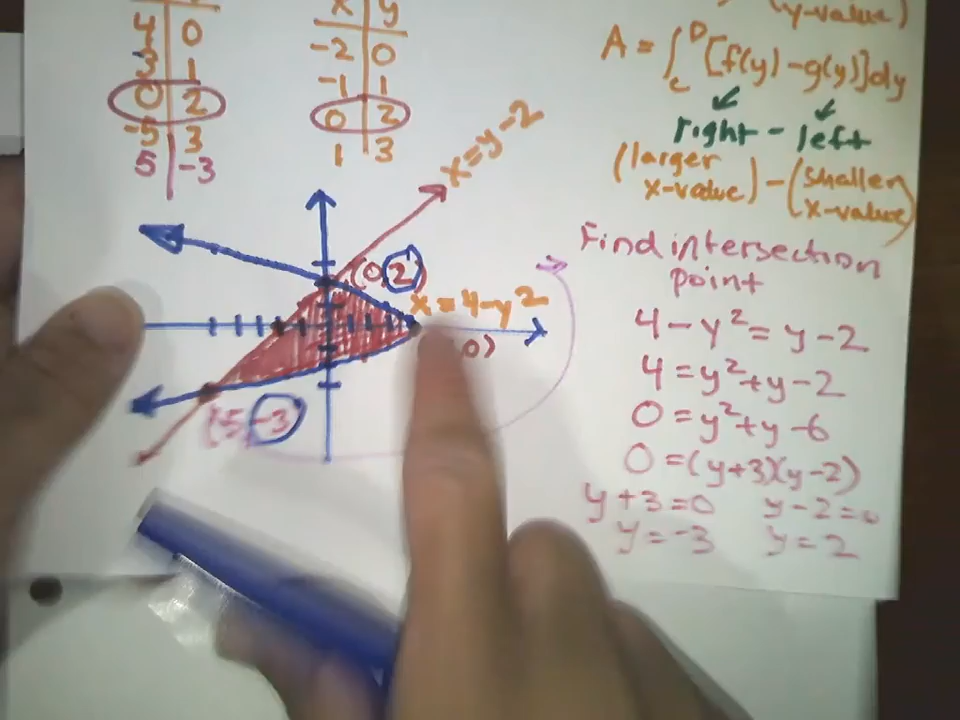 x y
4 0
3 1
0 2
-5 3
5 -3
x y
-2 0
-1 1
0 2
1 3
x=y-2
(0,2)
x=4-y²
0)
(-5,-3)
(y-value)
A = ∫ᴰc [f(y)-g(y)]dy
right - left
(larger x-value) - (smaller x-value)
Find intersection
point
4-y²=y-2
4=y²+y-2
0=y²+y-6
0=(y+3)(y-2)
y+3=0 y-2=0
y=-3 y=2